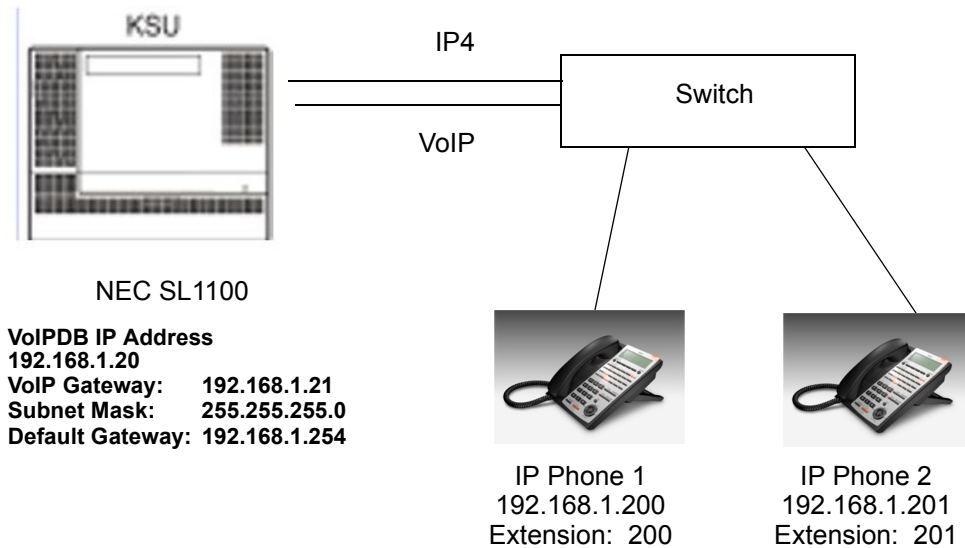 KSU
IP4
Switch
VoIP
NEC SL1100
VoIPDB IP Address
192.168.1.20
VoIP Gateway: 192.168.1.21
Subnet Mask: 255.255.255.0
Default Gateway: 192.168.1.254
IP Phone 1
192.168.1.200
Extension: 200
IP Phone 2
192.168.1.201
Extension: 201